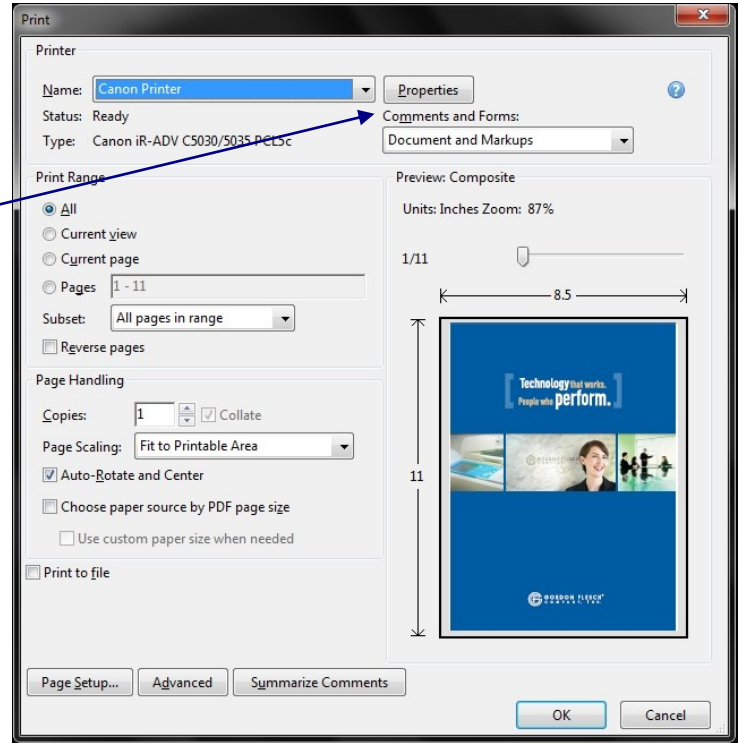 Print
Printer
Name: Canon Printer
Properties
Status: Ready
Comments and Forms:
Type: Canon iR-ADV C5030/5035 PCL5c
Document and Markups
Print Range
All
Current view
Current page
Pages 1 - 11
Subset: All pages in range
Reverse pages
Page Handling
Copies: 1 Collate
Page Scaling: Fit to Printable Area
Auto-Rotate and Center
Choose paper source by PDF page size
Use custom paper size when needed
Print to file
Preview: Composite
Units: Inches Zoom: 87%
1/11
8.5
11
Technology that works.
People who perform.
GORDON FLESCH
COMPANY, INC.
Page Setup... Advanced Summarize Comments
OK Cancel